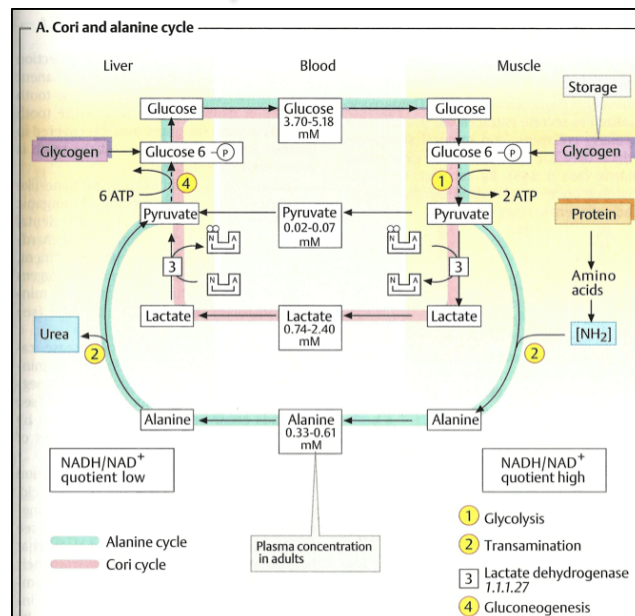 A. Cori and alanine cycle
Liver
Blood
Muscle
Storage
Glucose
Glucose
3.70-5.18
mM
Glucose
Glycogen
Glucose 6 - P
Glucose 6 - P
Glycogen
4
1
6 ATP
2 ATP
Pyruvate
Pyruvate
0.02-0.07
mM
Pyruvate
Protein
N A
N A
3
3
Amino
acids
N A
N A
Lactate
Lactate
0.74-2.40
mM
Lactate
Urea
[NH2]
2
2
Alanine
Alanine
0.33-0.61
mM
Alanine
NADH/NAD+
quotient low
NADH/NAD+
quotient high
Plasma concentration
in adults
Alanine cycle
Cori cycle
1 Glycolysis
2 Transamination
3 Lactate dehydrogenase
1.1.1.27
4 Gluconeogenesis